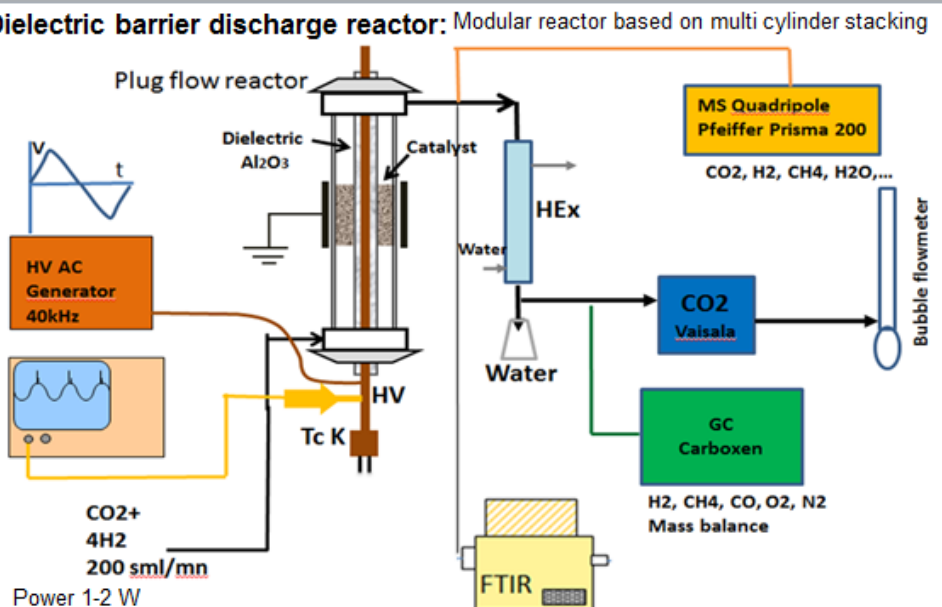 Dielectric barrier discharge reactor: Modular reactor based on multi cylinder stacking
Plug flow reactor
MS Quadripole
Pfeiffer Prisma 200
CO2, H2, CH4, H2O,...
V
t
Dielectric
Al2O3
Catalyst
HEx
Water
Bubble flowmeter
HV AC
Generator
40kHz
CO2
Vaisala
Water
HV
Tc K
GC
Carboxen
H2, CH4, CO, O2, N2
Mass balance
CO2+
4H2
200 sml/mn
FTIR
Power 1-2 W